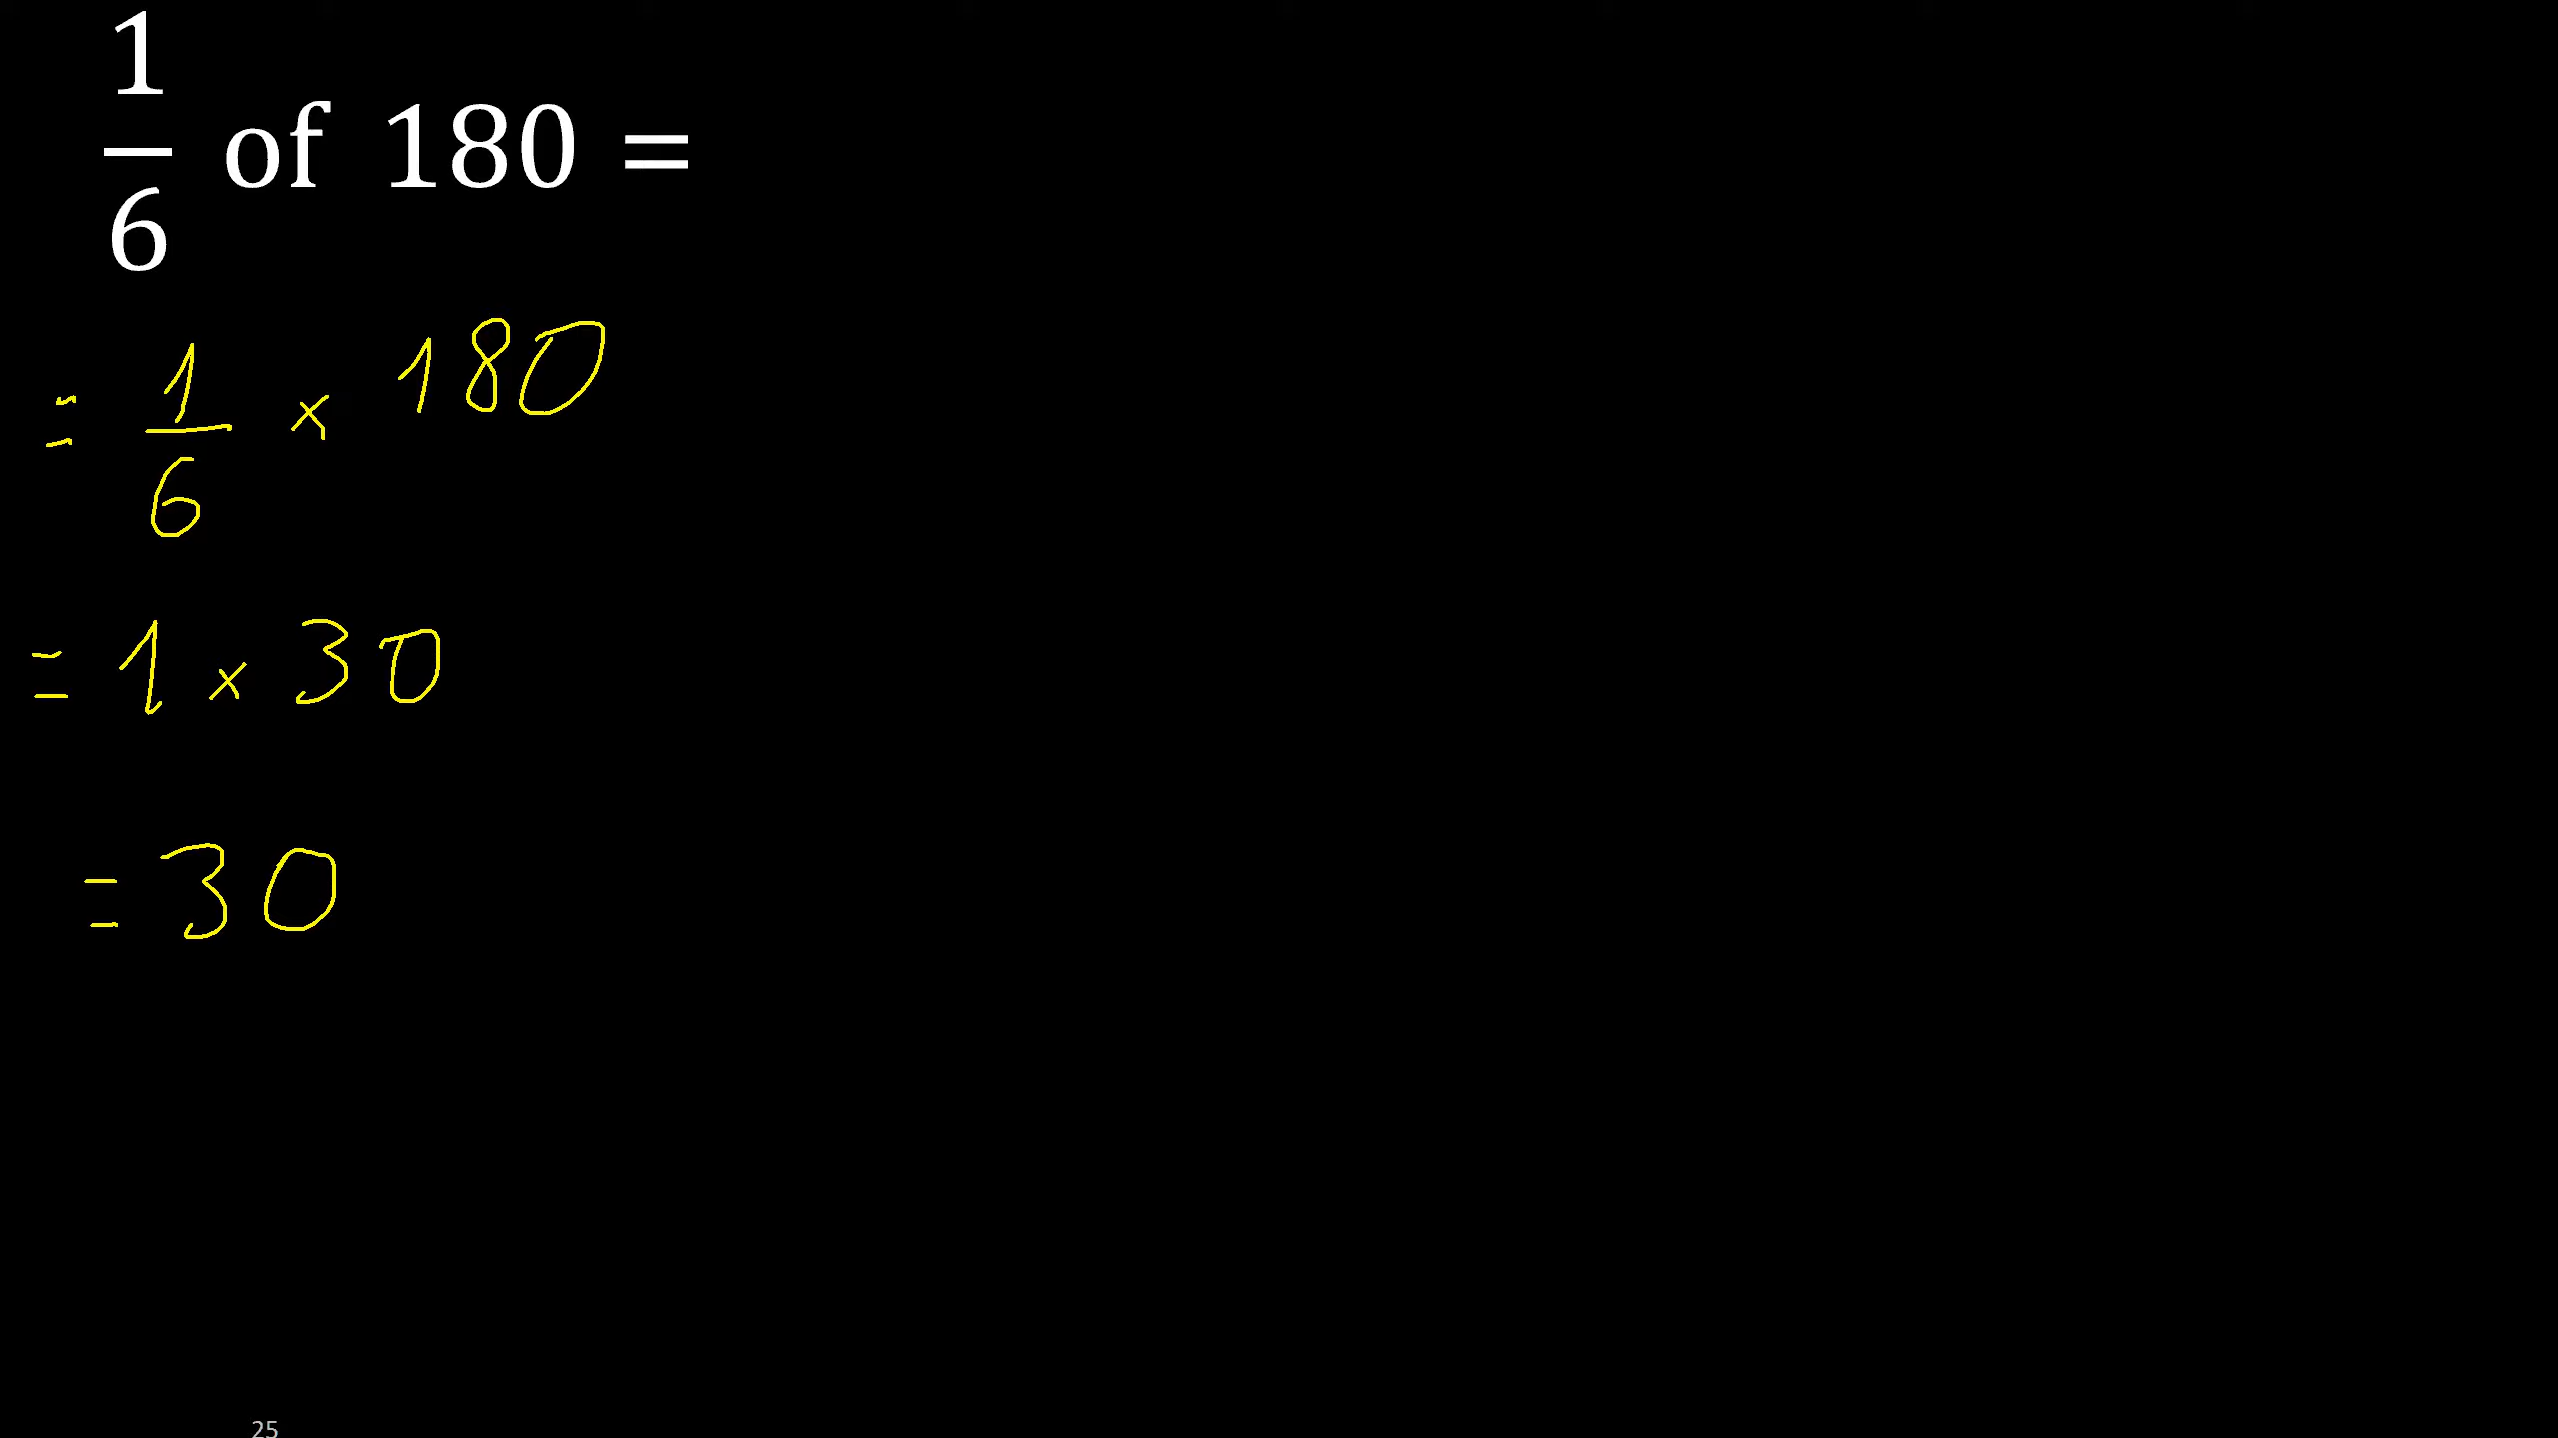 1/6 of 180 =
= 1/6 × 180
= 1 × 30
= 30
25